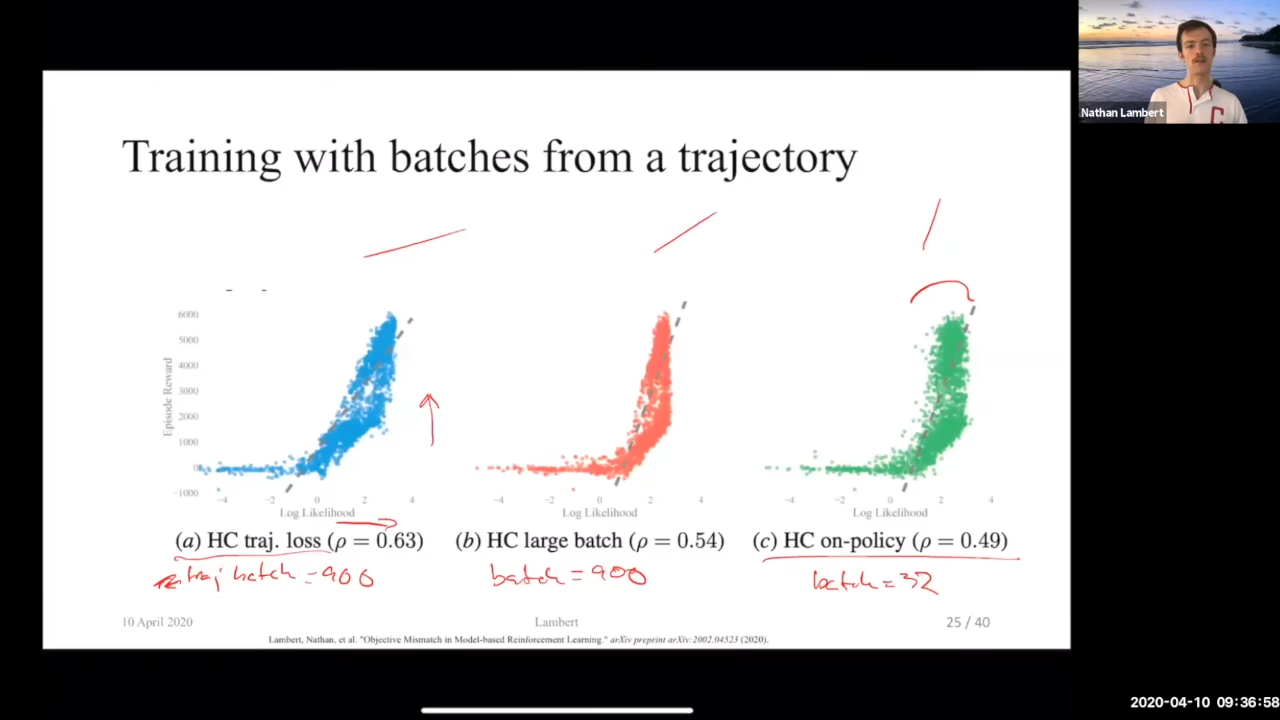 Nathan Lambert
Training with batches from a trajectory
Episode Reward
6000
5000
4000
3000
2000
1000
0
−1000
−4 −2 0 2 4
Log Likelihood
−4 −2 0 2 4
Log Likelihood
−4 −2 0 2 4
Log Likelihood
(a) HC traj. loss (ρ = 0.63)
(b) HC large batch (ρ = 0.54)
(c) HC on-policy (ρ = 0.49)
traj batch = 900
batch = 900
batch = 32
10 April 2020
Lambert
25 / 40
Lambert, Nathan, et al. "Objective Mismatch in Model-based Reinforcement Learning." arXiv preprint arXiv:2002.04523 (2020).
2020-04-10 09:36:58